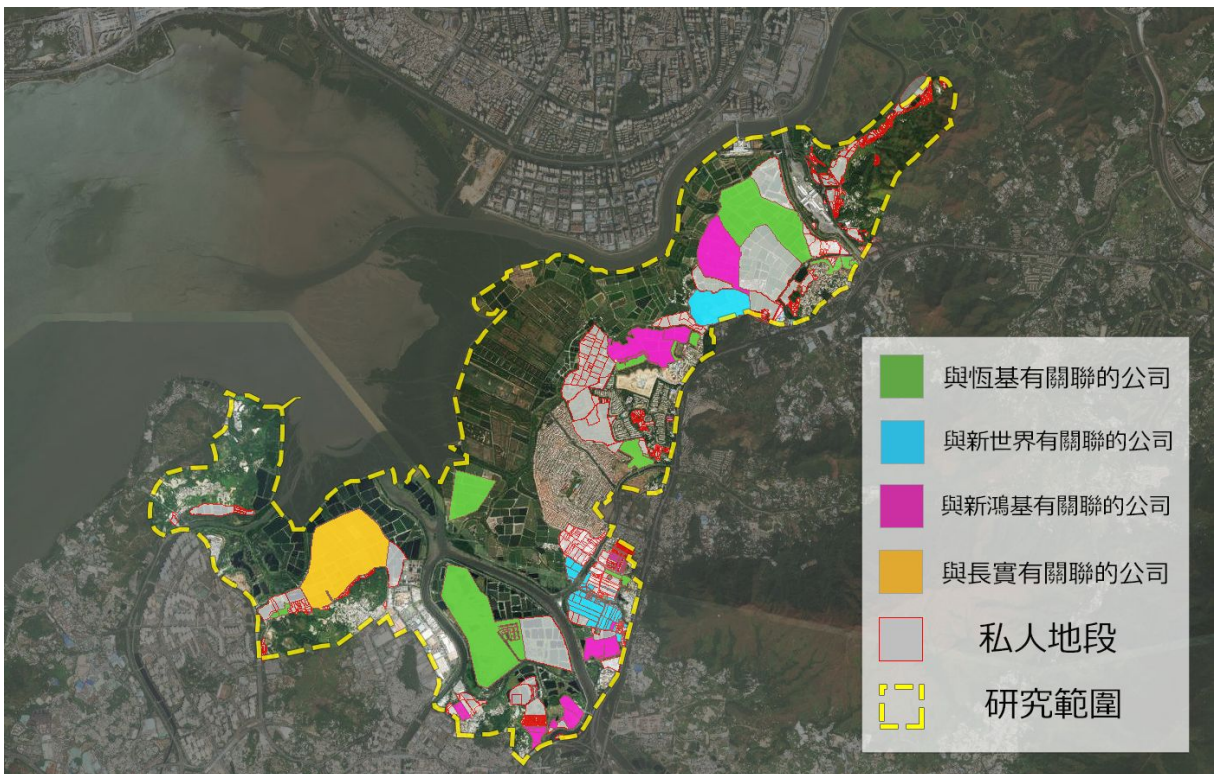 與恆基有關聯的公司
與新世界有關聯的公司
與新鴻基有關聯的公司
與長實有關聯的公司
私人地段
研究範圍